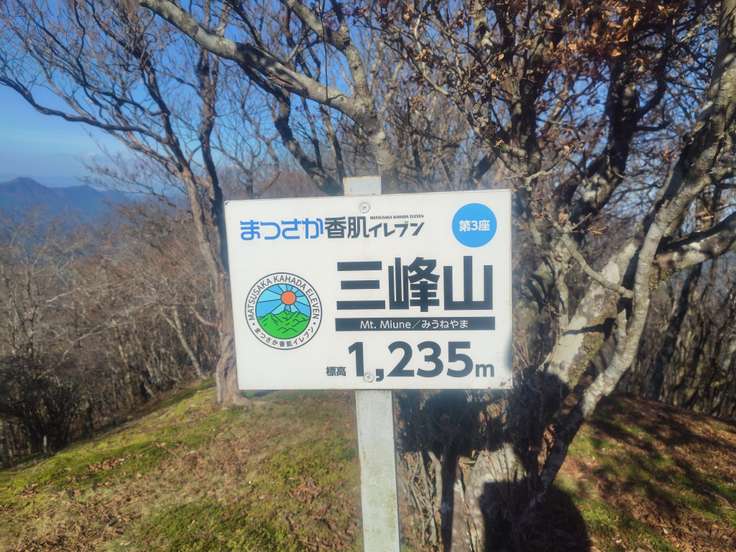 まつさか香肌イレブン
MATSUSAKA KAHADA ELEVEN
第3座
MATSUSAKA KAHADA ELEVEN
まつさか香肌イレブン
三峰山
Mt. Miune／みうねやま
標高 1,235m